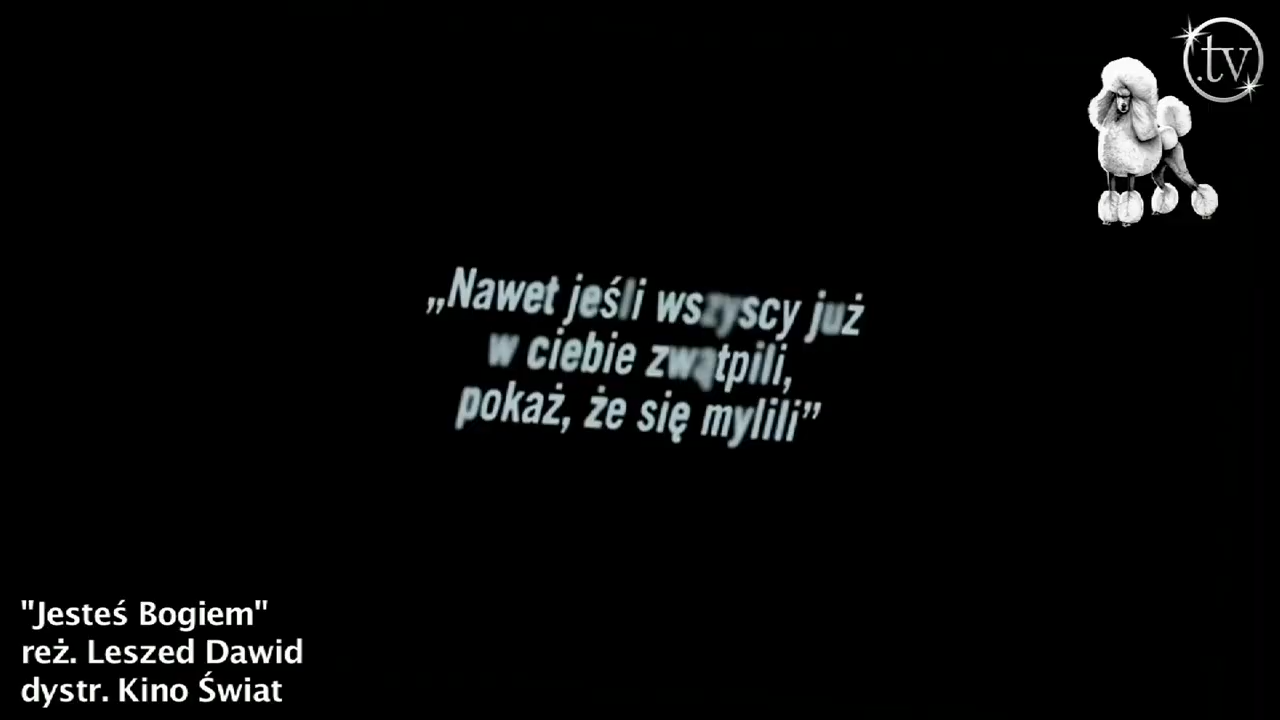 .tv
„Nawet jeśli wszyscy już
w ciebie zwątpili,
pokaż, że się mylili”
"Jesteś Bogiem"
reż. Leszed Dawid
dystr. Kino Świat